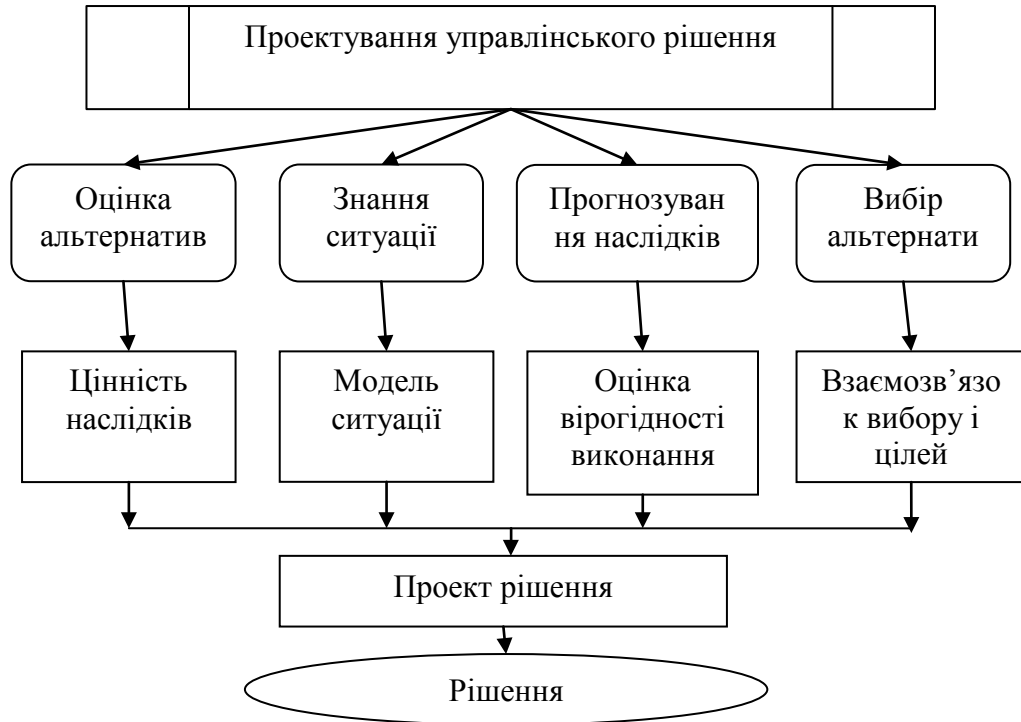 Проектування управлінського рішення
Оцінка
альтернатив
Знання
ситуації
Прогнозуван
ня наслідків
Вибір
альтернати
Цінність
наслідків
Модель
ситуації
Оцінка
вірогідності
виконання
Взаємозв’язо
к вибору і
цілей
Проект рішення
Рішення